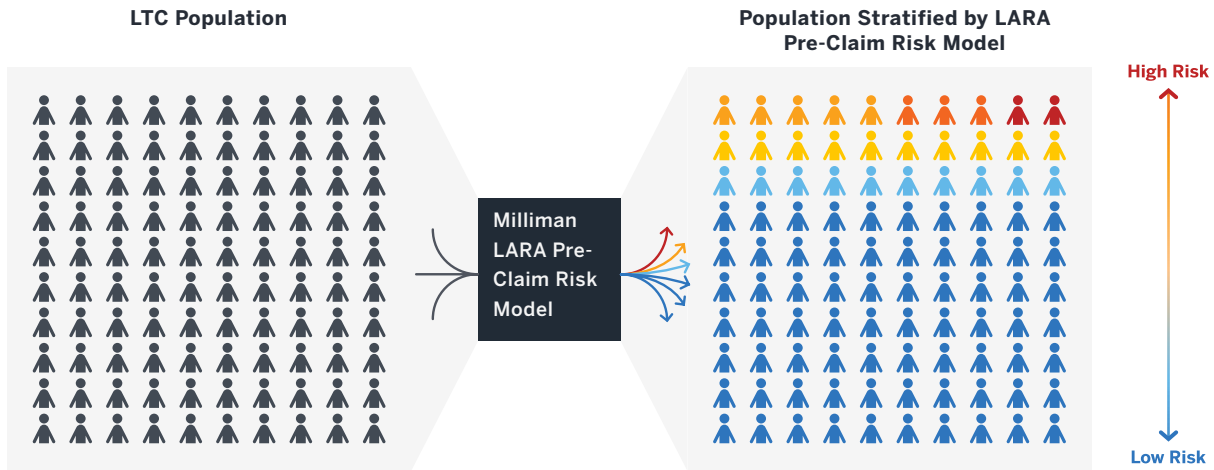 LTC Population
Population Stratified by LARA
Pre-Claim Risk Model
High Risk
Milliman
LARA Pre-
Claim Risk
Model
Low Risk